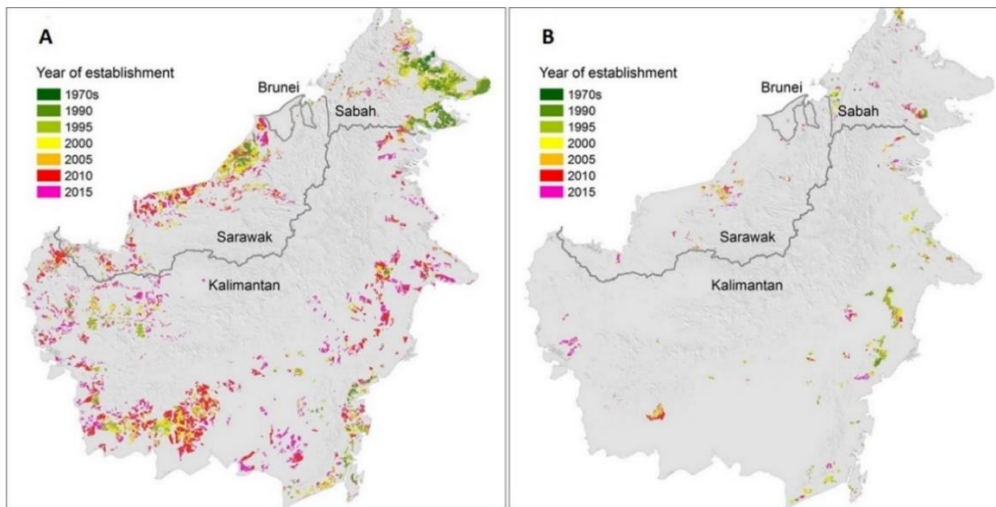 A
Year of establishment
1970s
1990
1995
2000
2005
2010
2015
Brunei
Sabah
Sarawak
Kalimantan
B
Year of establishment
1970s
1990
1995
2000
2005
2010
2015
Brunei
Sabah
Sarawak
Kalimantan